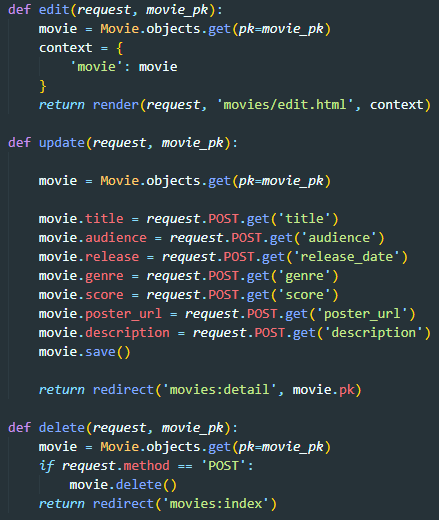 def edit(request, movie_pk):
    movie = Movie.objects.get(pk=movie_pk)
    context = {
        'movie': movie
    }
    return render(request, 'movies/edit.html', context)
def update(request, movie_pk):
    movie = Movie.objects.get(pk=movie_pk)
    movie.title = request.POST.get('title')
    movie.audience = request.POST.get('audience')
    movie.release = request.POST.get('release_date')
    movie.genre = request.POST.get('genre')
    movie.score = request.POST.get('score')
    movie.poster_url = request.POST.get('poster_url')
    movie.description = request.POST.get('description')
    movie.save()
    return redirect('movies:detail', movie.pk)
def delete(request, movie_pk):
    movie = Movie.objects.get(pk=movie_pk)
    if request.method == 'POST':
        movie.delete()
    return redirect('movies:index')